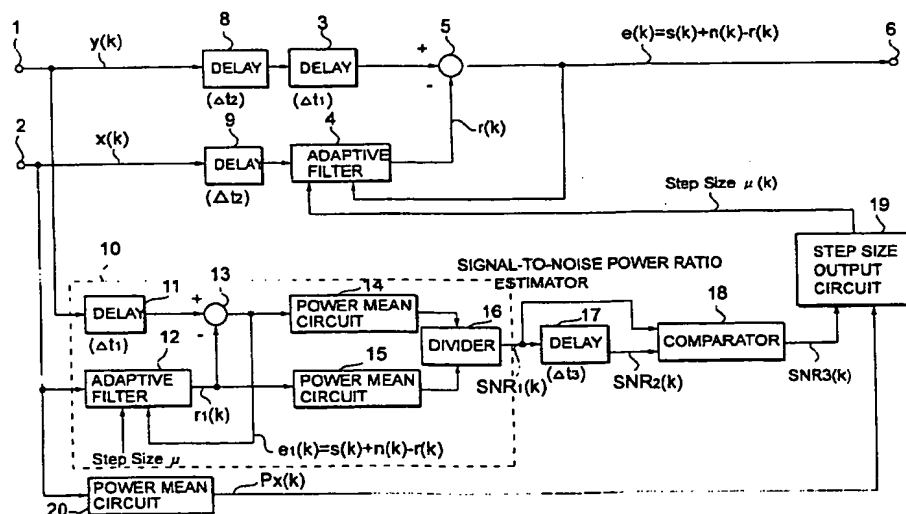 1
y(k)
8
DELAY
(Δt2)
3
DELAY
(Δt1)
+
-
5
e(k)=s(k)+n(k)-r(k)
6
2
x(k)
9
DELAY
(Δt2)
4
ADAPTIVE
FILTER
r(k)
Step Size μ(k)
19
STEP SIZE
OUTPUT
CIRCUIT
10
SIGNAL-TO-NOISE POWER RATIO
ESTIMATOR
11
DELAY
(Δt1)
+
-
13
14
POWER MEAN
CIRCUIT
16
DIVIDER
17
DELAY
(Δt3)
18
COMPARATOR
12
ADAPTIVE
FILTER
r1(k)
15
POWER MEAN
CIRCUIT
SNR1(k)
SNR2(k)
SNR3(k)
e1(k)=s(k)+n(k)-r(k)
Step Size μ
20
POWER MEAN
CIRCUIT
Px(k)